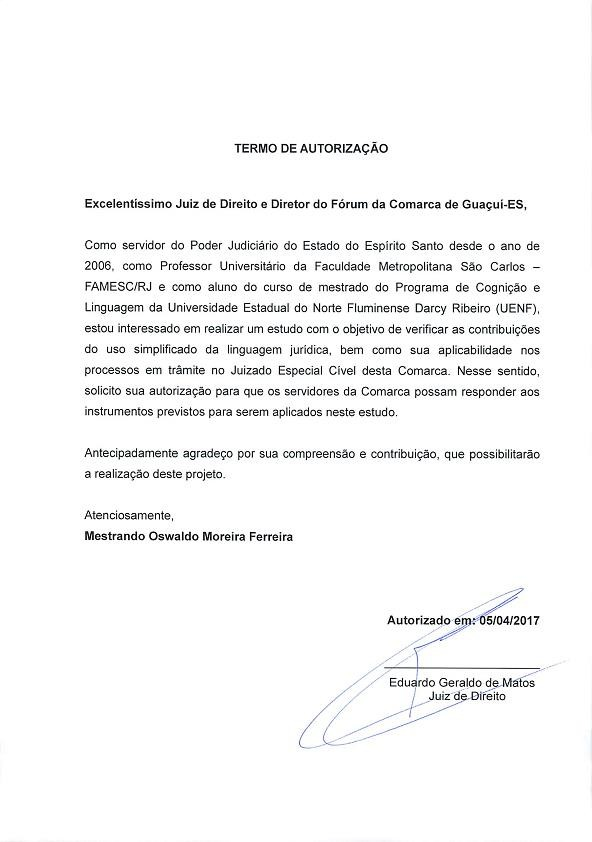 TERMO DE AUTORIZAÇÃO
Excelentíssimo Juiz de Direito e Diretor do Fórum da Comarca de Guaçuí-ES,
Como servidor do Poder Judiciário do Estado do Espírito Santo desde o ano de
2006, como Professor Universitário da Faculdade Metropolitana São Carlos –
FAMESC/RJ e como aluno do curso de mestrado do Programa de Cognição e
Linguagem da Universidade Estadual do Norte Fluminense Darcy Ribeiro (UENF),
estou interessado em realizar um estudo com o objetivo de verificar as contribuições
do uso simplificado da linguagem jurídica, bem como sua aplicabilidade nos
processos em trâmite no Juizado Especial Cível desta Comarca. Nesse sentido,
solicito sua autorização para que os servidores da Comarca possam responder aos
instrumentos previstos para serem aplicados neste estudo.
Antecipadamente agradeço por sua compreensão e contribuição, que possibilitarão
a realização deste projeto.
Atenciosamente,
Mestrando Oswaldo Moreira Ferreira
Autorizado em: 05/04/2017
Eduardo Geraldo de Matos
Juiz de Direito